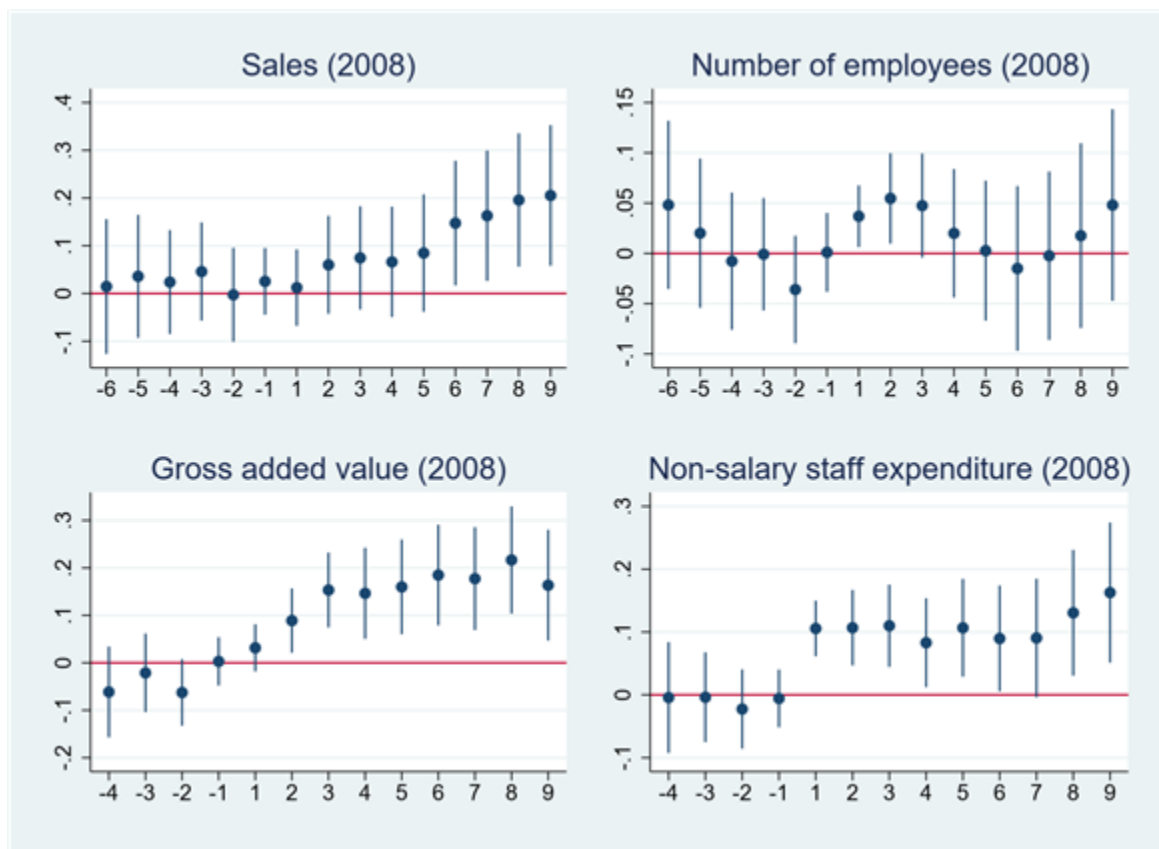 Sales (2008)
.4
.3
.2
.1
0
-.1
-6 -5 -4 -3 -2 -1 1 2 3 4 5 6 7 8 9
Number of employees (2008)
.15
.1
.05
0
-.05
-.1
-6 -5 -4 -3 -2 -1 1 2 3 4 5 6 7 8 9
Gross added value (2008)
.3
.2
.1
0
-.1
-.2
-4 -3 -2 -1 1 2 3 4 5 6 7 8 9
Non-salary staff expenditure (2008)
.3
.2
.1
0
-.1
-4 -3 -2 -1 1 2 3 4 5 6 7 8 9